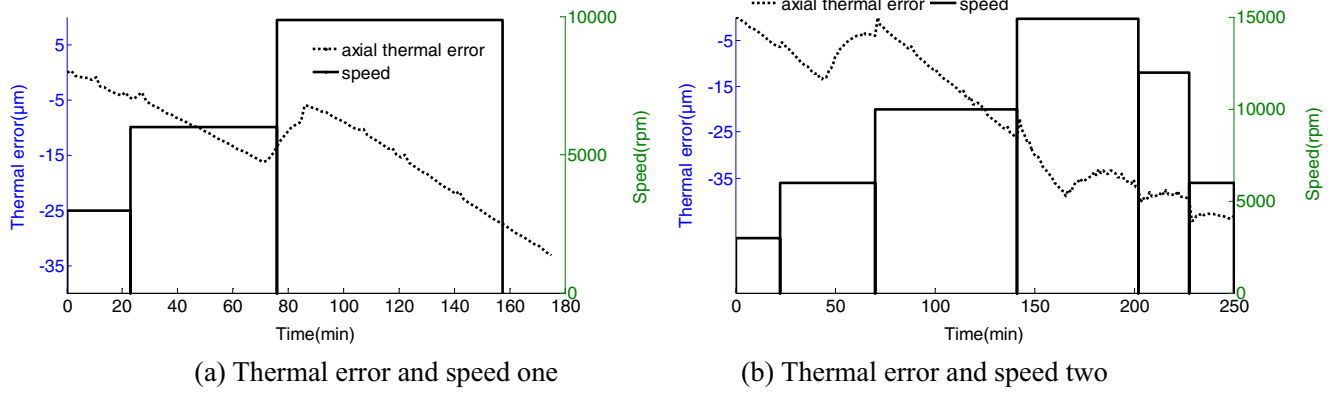 5
-5
-15
-25
-35
Thermal error(μm)
axial thermal error
speed
10000
5000
0
Speed(rpm)
0 20 40 60 80 100 120 140 160 180
Time(min)
(a) Thermal error and speed one
axial thermal error speed
-5
-15
-25
-35
Thermal error(μm)
15000
10000
5000
0
Speed(rpm)
0 50 100 150 200 250
Time(min)
(b) Thermal error and speed two